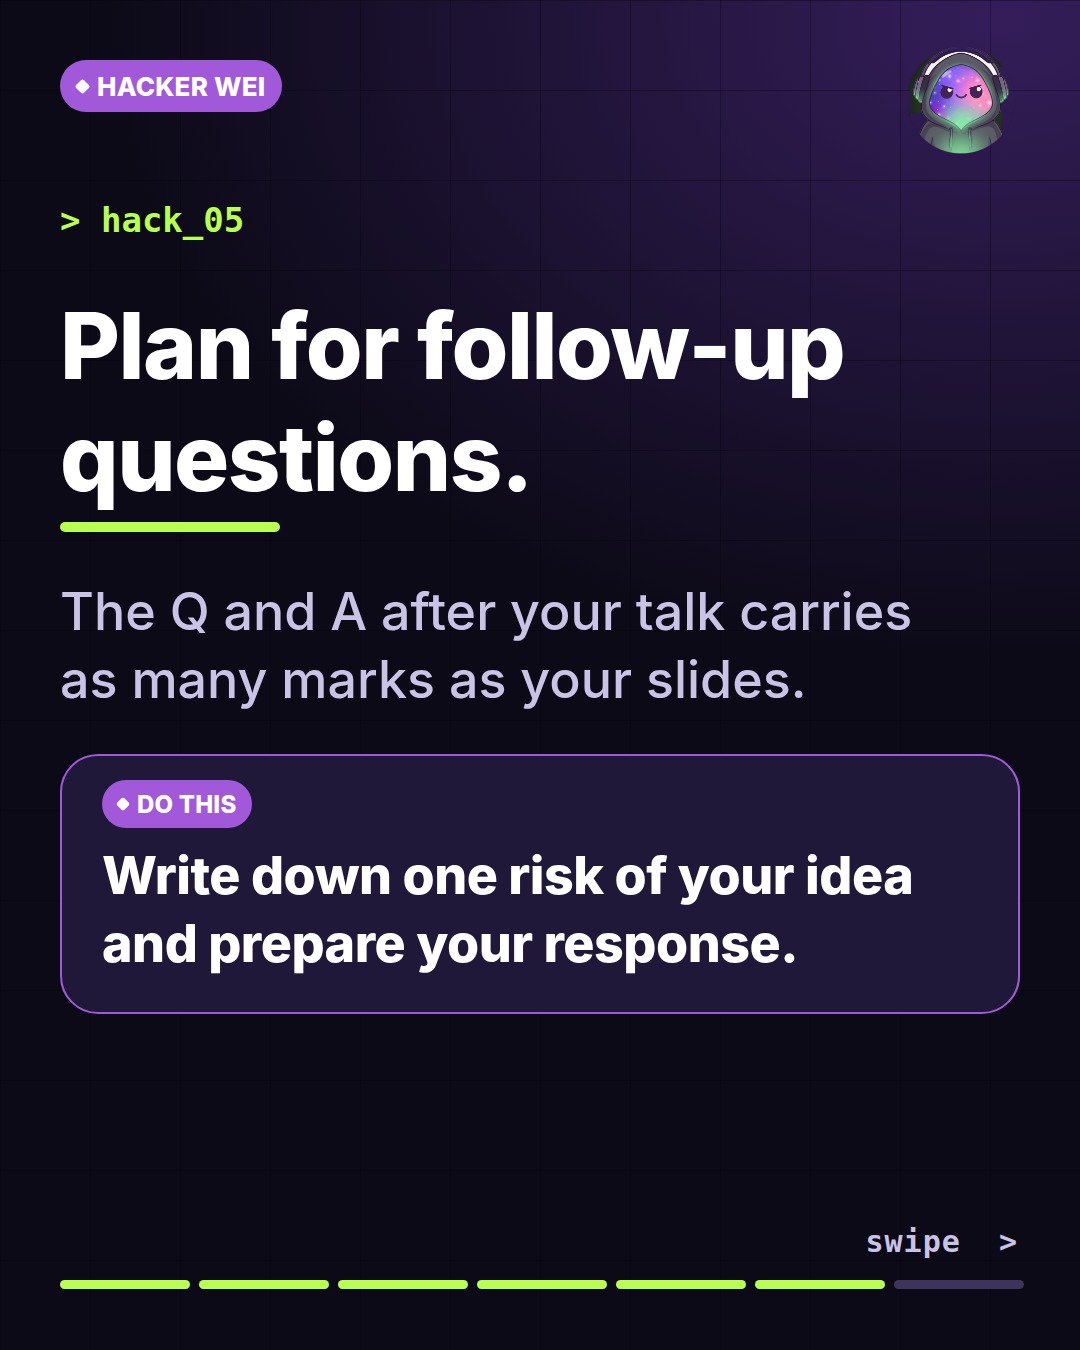 HACKER WEI
> hack_05
Plan for follow-up
questions.
The Q and A after your talk carries
as many marks as your slides.
DO THIS
Write down one risk of your idea
and prepare your response.
swipe >